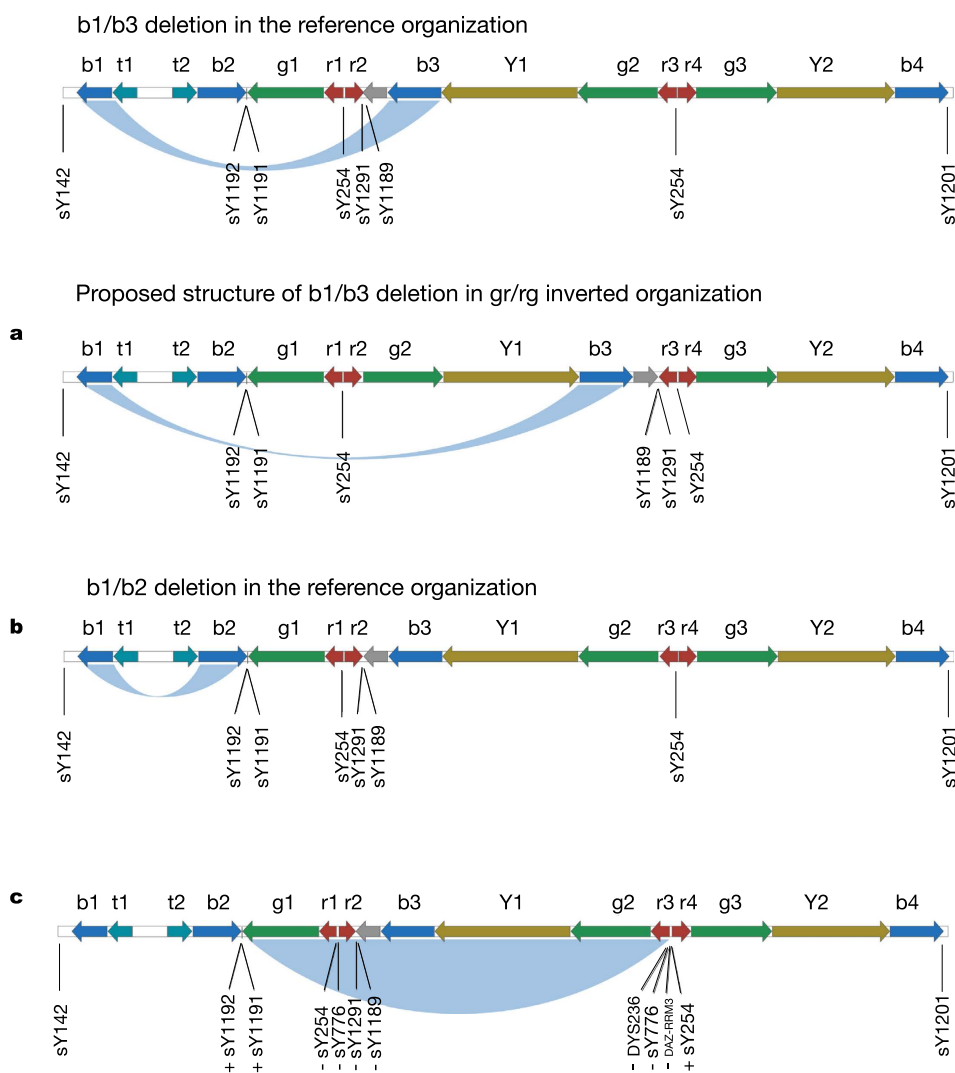 b1/b3 deletion in the reference organization
b1 t1 t2 b2 g1 r1 r2 b3 Y1 g2 r3 r4 g3 Y2 b4
sY142 sY1192 sY1191 sY254 sY1291 sY1189 sY254 sY1201
Proposed structure of b1/b3 deletion in gr/rg inverted organization
a
b1 t1 t2 b2 g1 r1 r2 g2 Y1 b3 r3 r4 g3 Y2 b4
sY142 sY1192 sY1191 sY254 sY1189 sY1291 sY254 sY1201
b1/b2 deletion in the reference organization
b
b1 t1 t2 b2 g1 r1 r2 b3 Y1 g2 r3 r4 g3 Y2 b4
sY142 sY1192 sY1191 sY254 sY1291 sY1189 sY254 sY1201
c
b1 t1 t2 b2 g1 r1 r2 b3 Y1 g2 r3 r4 g3 Y2 b4
sY142 + sY1192 + sY1191 - sY254 - sY776 - sY1291 - sY1189 - DYS236 - sY776 - DAZ-RRM3 + sY254 sY1201